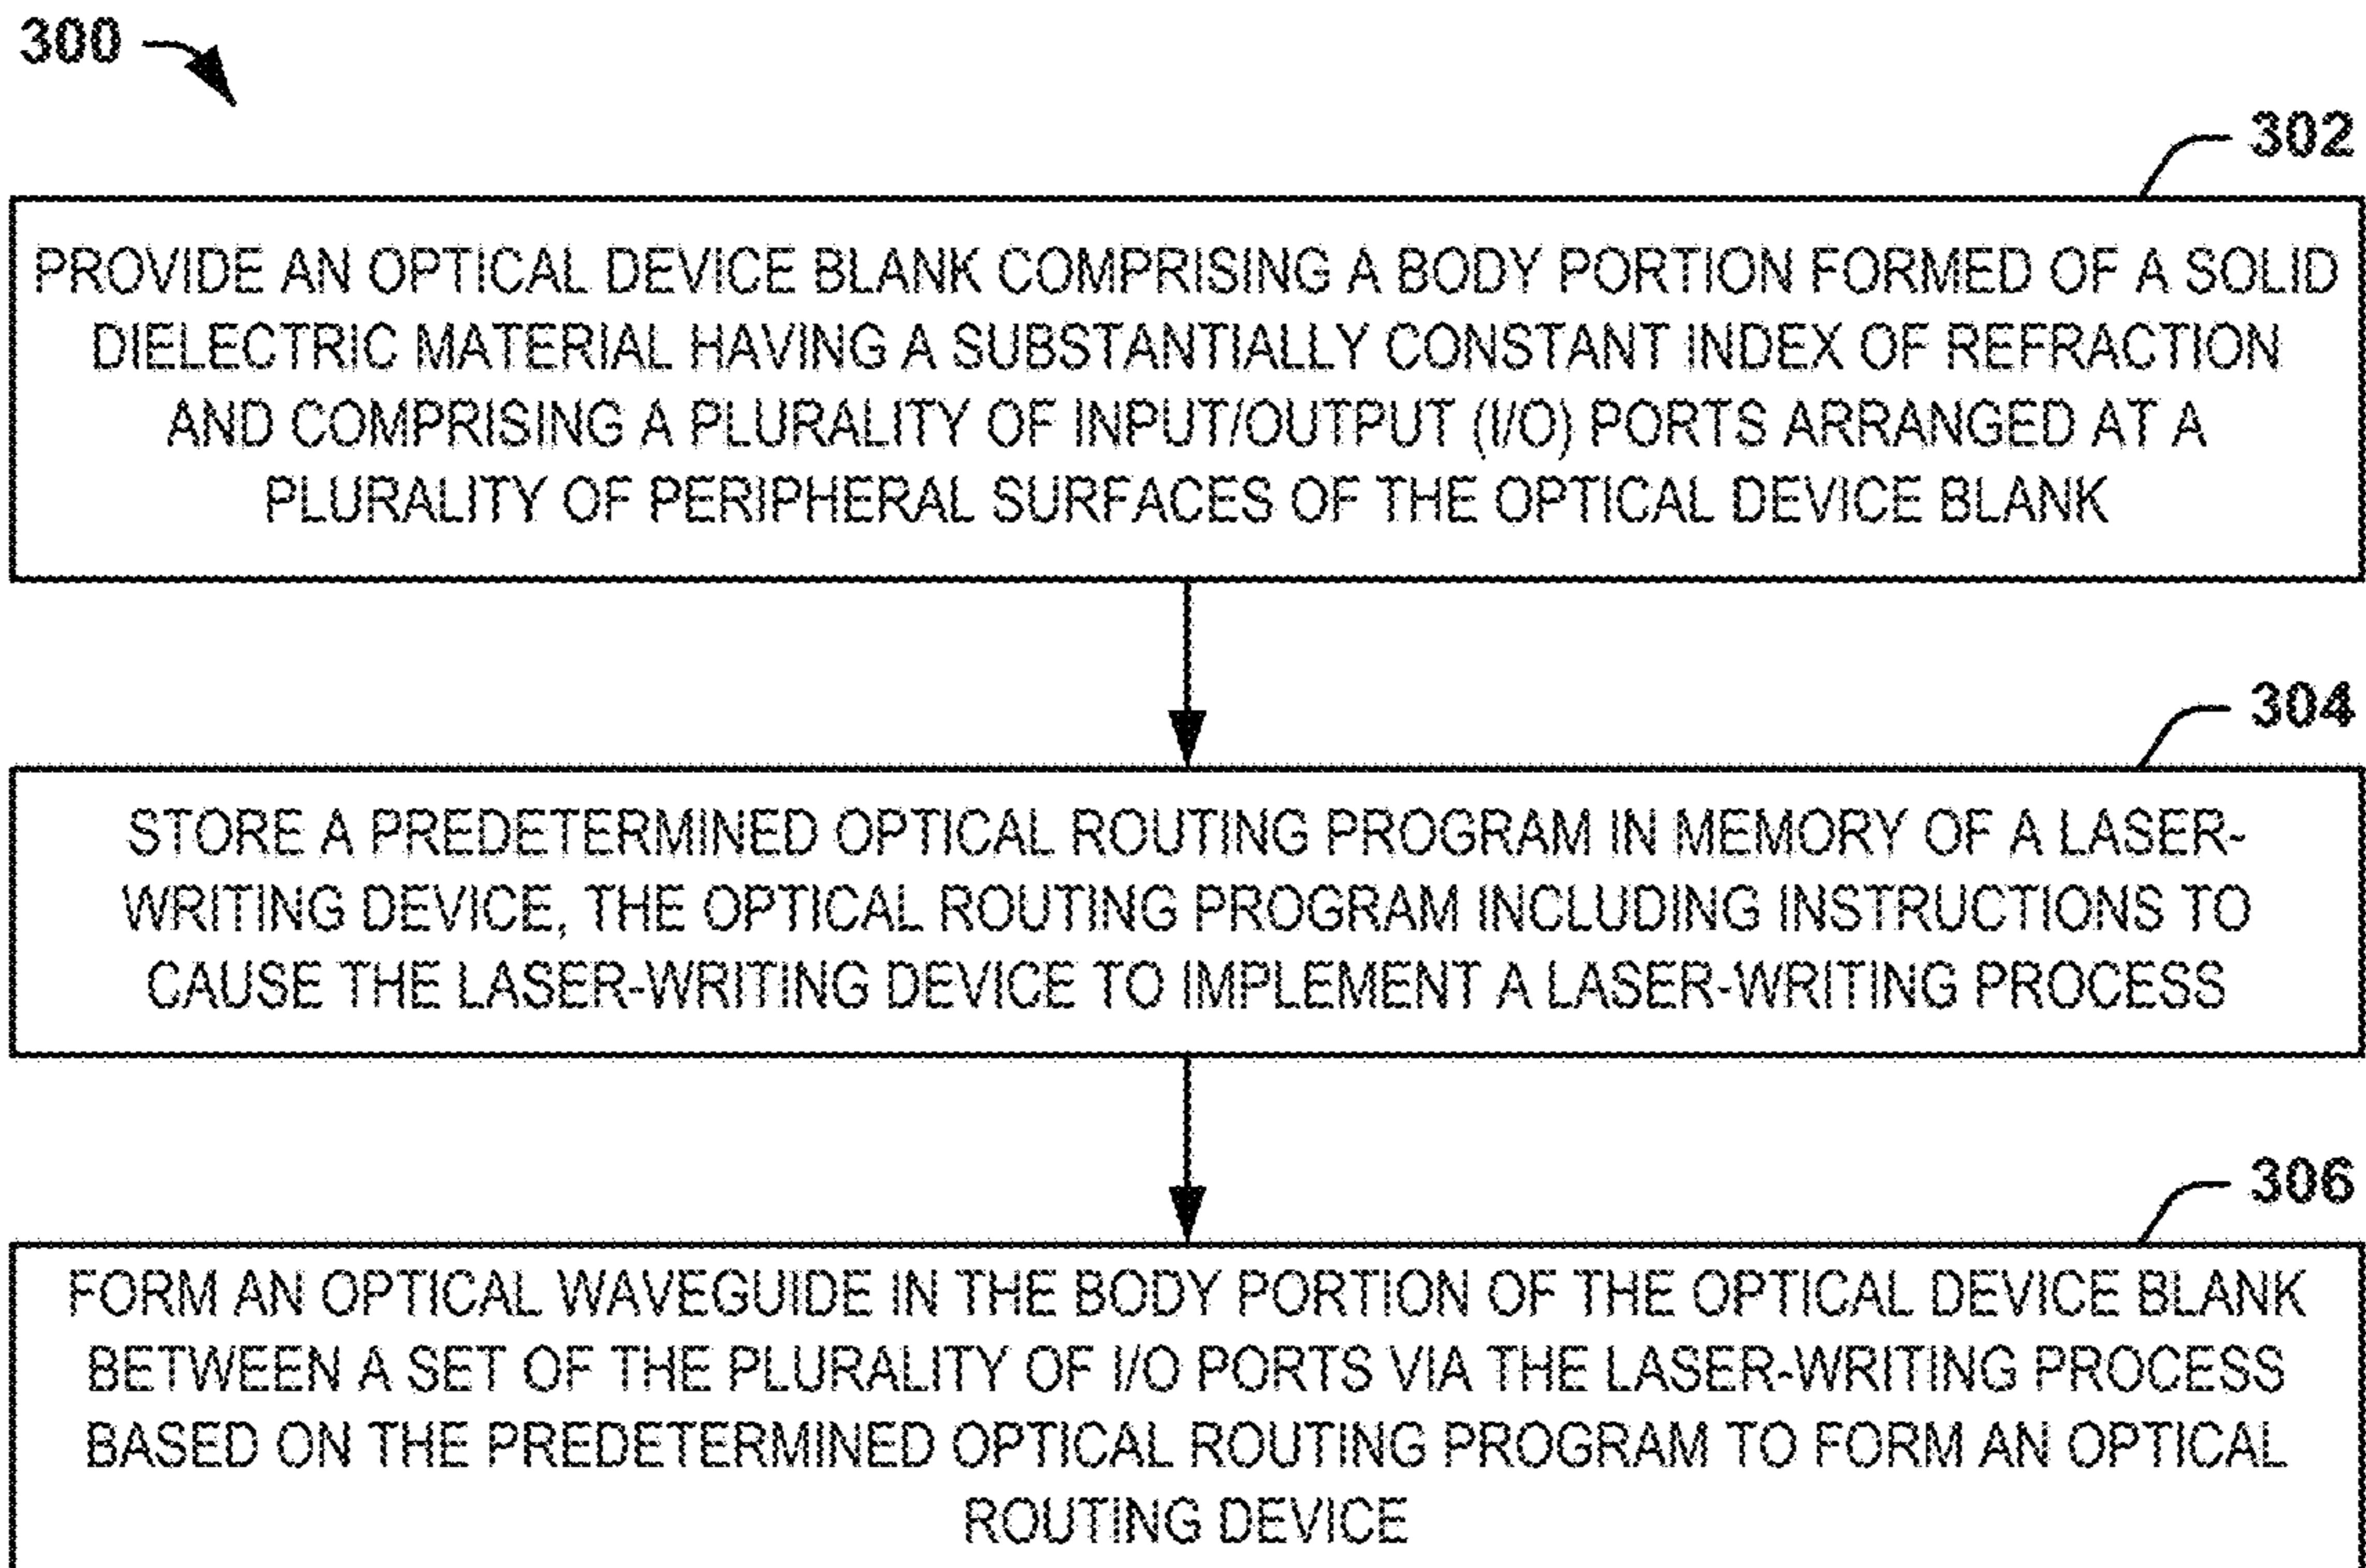 300
302
PROVIDE AN OPTICAL DEVICE BLANK COMPRISING A BODY PORTION FORMED OF A SOLID
DIELECTRIC MATERIAL HAVING A SUBSTANTIALLY CONSTANT INDEX OF REFRACTION
AND COMPRISING A PLURALITY OF INPUT/OUTPUT (I/O) PORTS ARRANGED AT A
PLURALITY OF PERIPHERAL SURFACES OF THE OPTICAL DEVICE BLANK
304
STORE A PREDETERMINED OPTICAL ROUTING PROGRAM IN MEMORY OF A LASER-
WRITING DEVICE, THE OPTICAL ROUTING PROGRAM INCLUDING INSTRUCTIONS TO
CAUSE THE LASER-WRITING DEVICE TO IMPLEMENT A LASER-WRITING PROCESS
306
FORM AN OPTICAL WAVEGUIDE IN THE BODY PORTION OF THE OPTICAL DEVICE BLANK
BETWEEN A SET OF THE PLURALITY OF I/O PORTS VIA THE LASER-WRITING PROCESS
BASED ON THE PREDETERMINED OPTICAL ROUTING PROGRAM TO FORM AN OPTICAL
ROUTING DEVICE